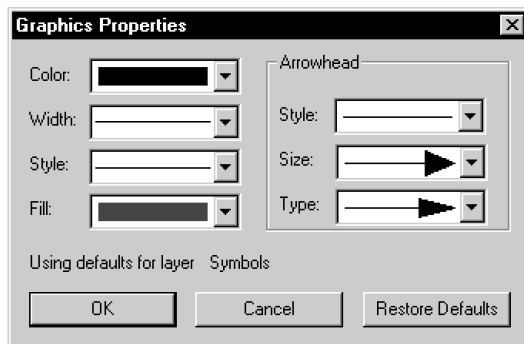 Graphics Properties
Color:
Width:
Style:
Fill:
Arrowhead
Style:
Size:
Type:
Using defaults for layer Symbols
OK
Cancel
Restore Defaults